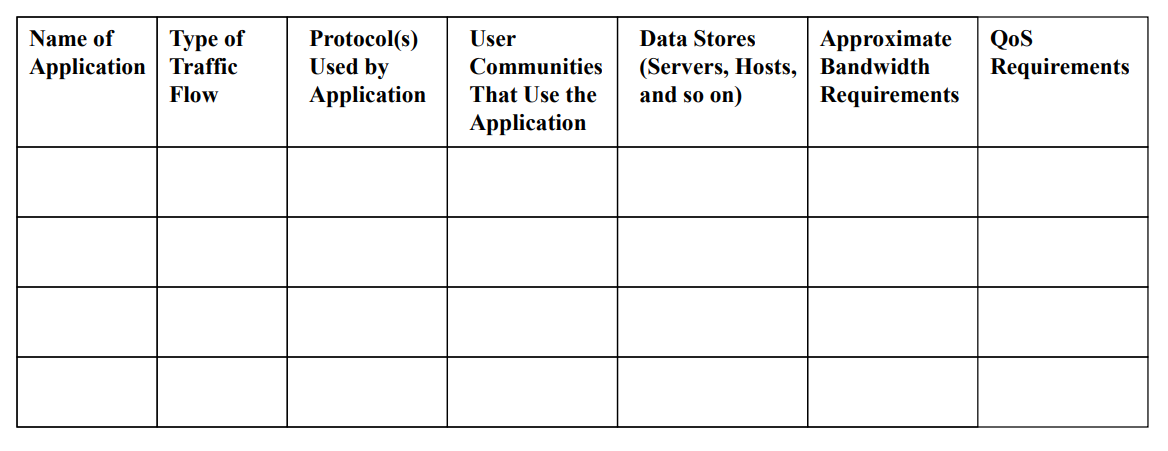 Name of
Application
Type of
Traffic
Flow
Protocol(s)
Used by
Application
User
Communities
That Use the
Application
Data Stores
(Servers, Hosts,
and so on)
Approximate
Bandwidth
Requirements
QoS
Requirements